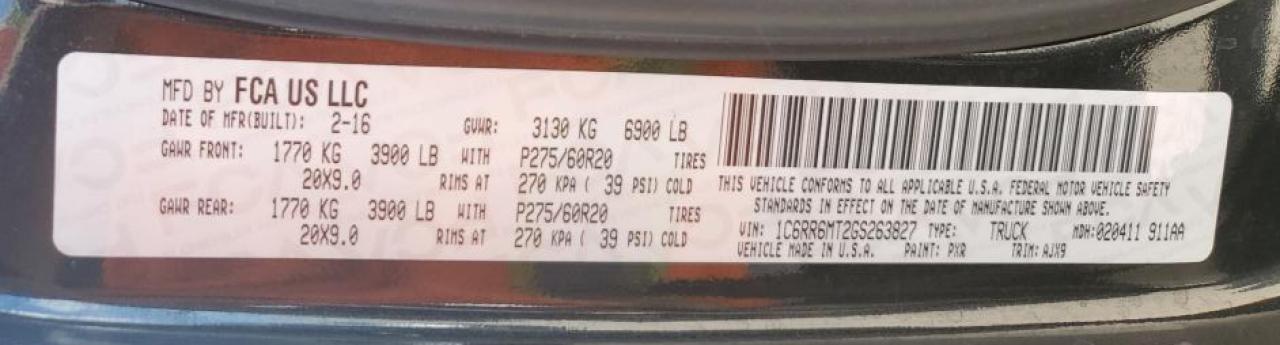 MFD BY FCA US LLC
DATE OF MFR(BUILT): 2-16 GVWR: 3130 KG 6900 LB
GAWR FRONT: 1770 KG 3900 LB WITH P275/60R20 TIRES
20X9.0 RIMS AT 270 KPA ( 39 PSI) COLD
GAWR REAR: 1770 KG 3900 LB WITH P275/60R20 TIRES
20X9.0 RIMS AT 270 KPA ( 39 PSI) COLD
THIS VEHICLE CONFORMS TO ALL APPLICABLE U.S.A. FEDERAL MOTOR VEHICLE SAFETY
STANDARDS IN EFFECT ON THE DATE OF MANUFACTURE SHOWN ABOVE.
VIN: 1C6RR6MT2GS263827 TYPE: TRUCK MDH:020411 911AA
VEHICLE MADE IN U.S.A. PAINT: PXR TRIM: AJX9